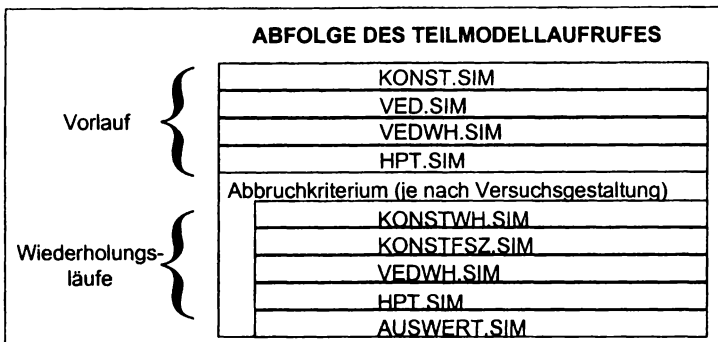 ABFOLGE DES TEILMODELLAUFRUFES
Vorlauf
KONST.SIM
VED.SIM
VEDWH.SIM
HPT.SIM
Abbruchkriterium (je nach Versuchsgestaltung)
Wiederholungs-
läufe
KONSTWH.SIM
KONSTFSZ.SIM
VEDWH.SIM
HPT.SIM
AUSWERT.SIM